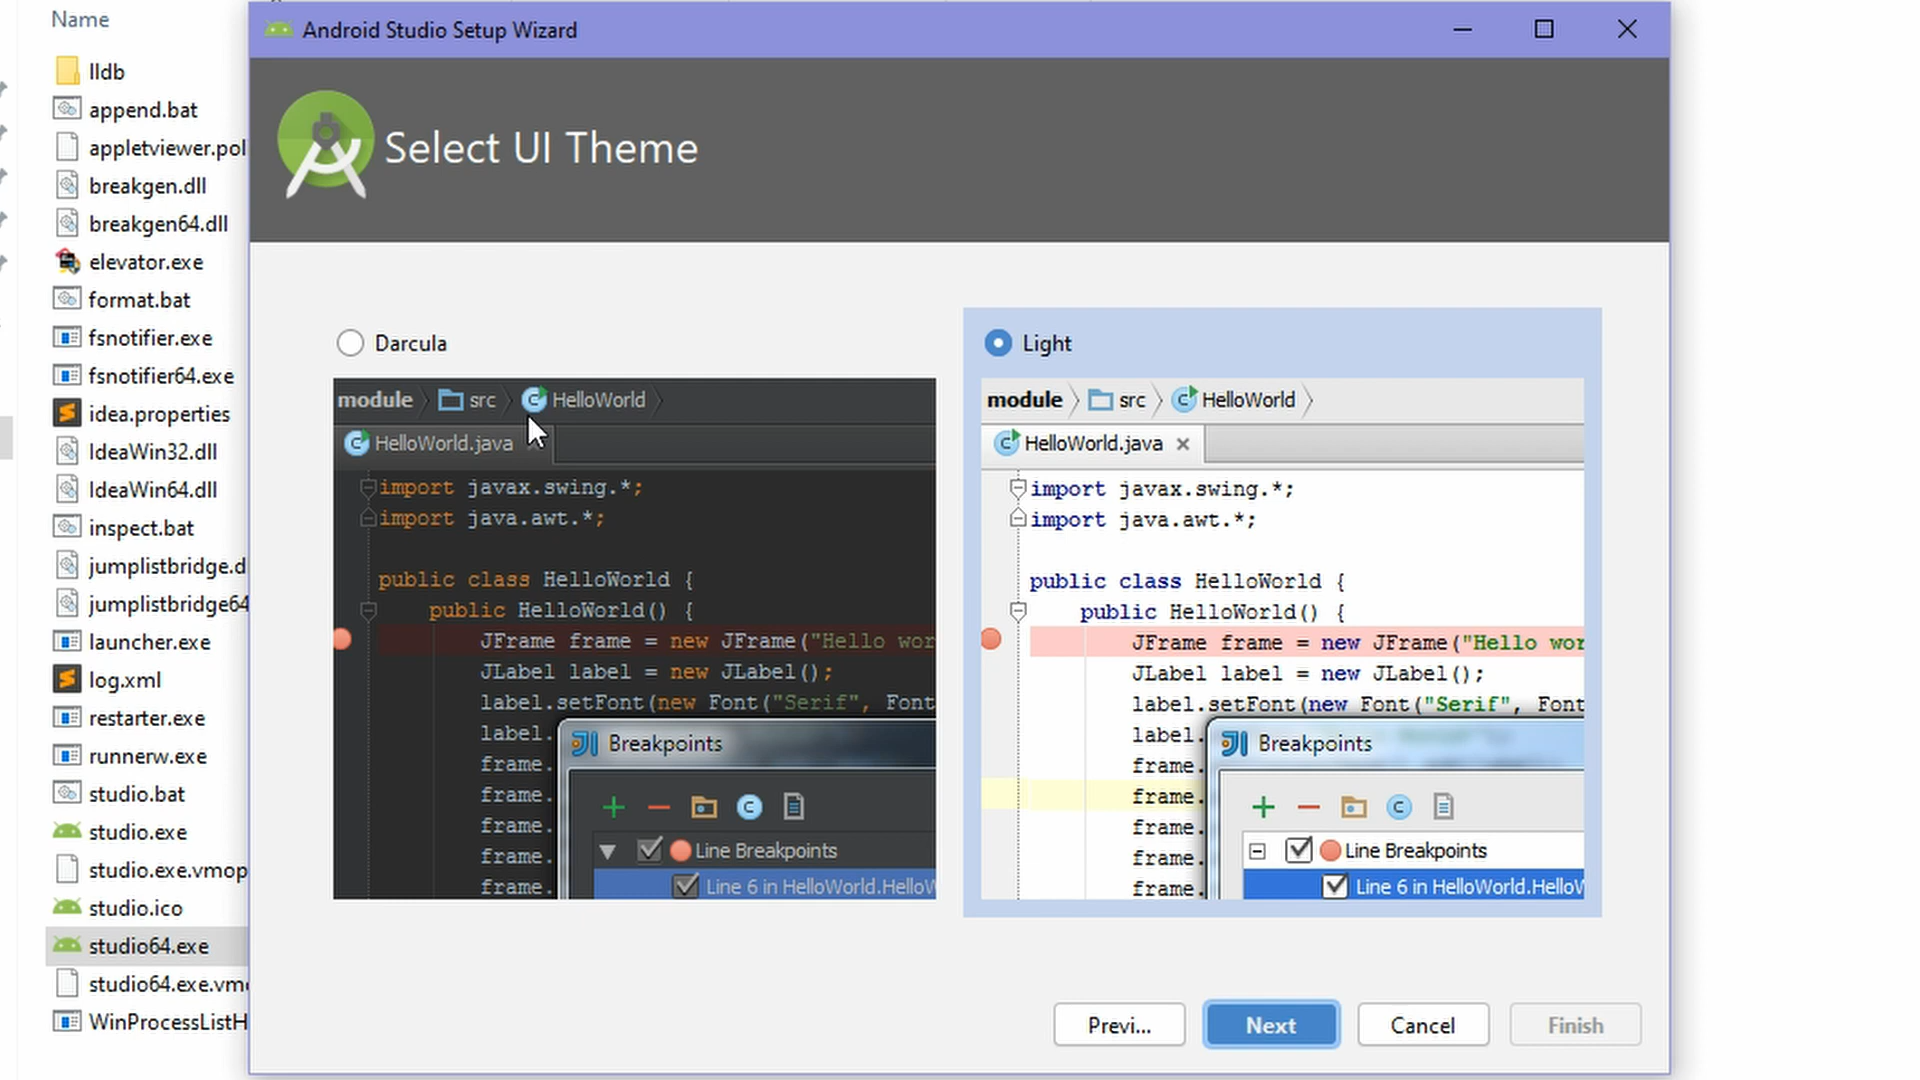 Name
lldb
append.bat
appletviewer.pol
breakgen.dll
breakgen64.dll
elevator.exe
format.bat
fsnotifier.exe
fsnotifier64.exe
idea.properties
IdeaWin32.dll
IdeaWin64.dll
inspect.bat
jumplistbridge.d
jumplistbridge64
launcher.exe
log.xml
restarter.exe
runnerw.exe
studio.bat
studio.exe
studio.exe.vmop
studio.ico
studio64.exe
studio64.exe.vm
WinProcessListH
Android Studio Setup Wizard
Select UI Theme
Darcula
module src HelloWorld
HelloWorld.java
import javax.swing.*;
import java.awt.*;
public class HelloWorld {
public HelloWorld() {
JFrame frame = new JFrame("Hello wor
JLabel label = new JLabel();
label.setFont(new Font("Serif", Font
label.
frame.
frame.
frame.
frame.
frame.
Breakpoints
Line Breakpoints
Line 6 in HelloWorld.HelloW
Light
module src HelloWorld
HelloWorld.java
import javax.swing.*;
import java.awt.*;
public class HelloWorld {
public HelloWorld() {
JFrame frame = new JFrame("Hello wor
JLabel label = new JLabel();
label.setFont(new Font("Serif", Font
label.
frame.
frame.
frame.
frame.
frame.
Breakpoints
Line Breakpoints
Line 6 in HelloWorld.HelloW
Previ... Next Cancel Finish